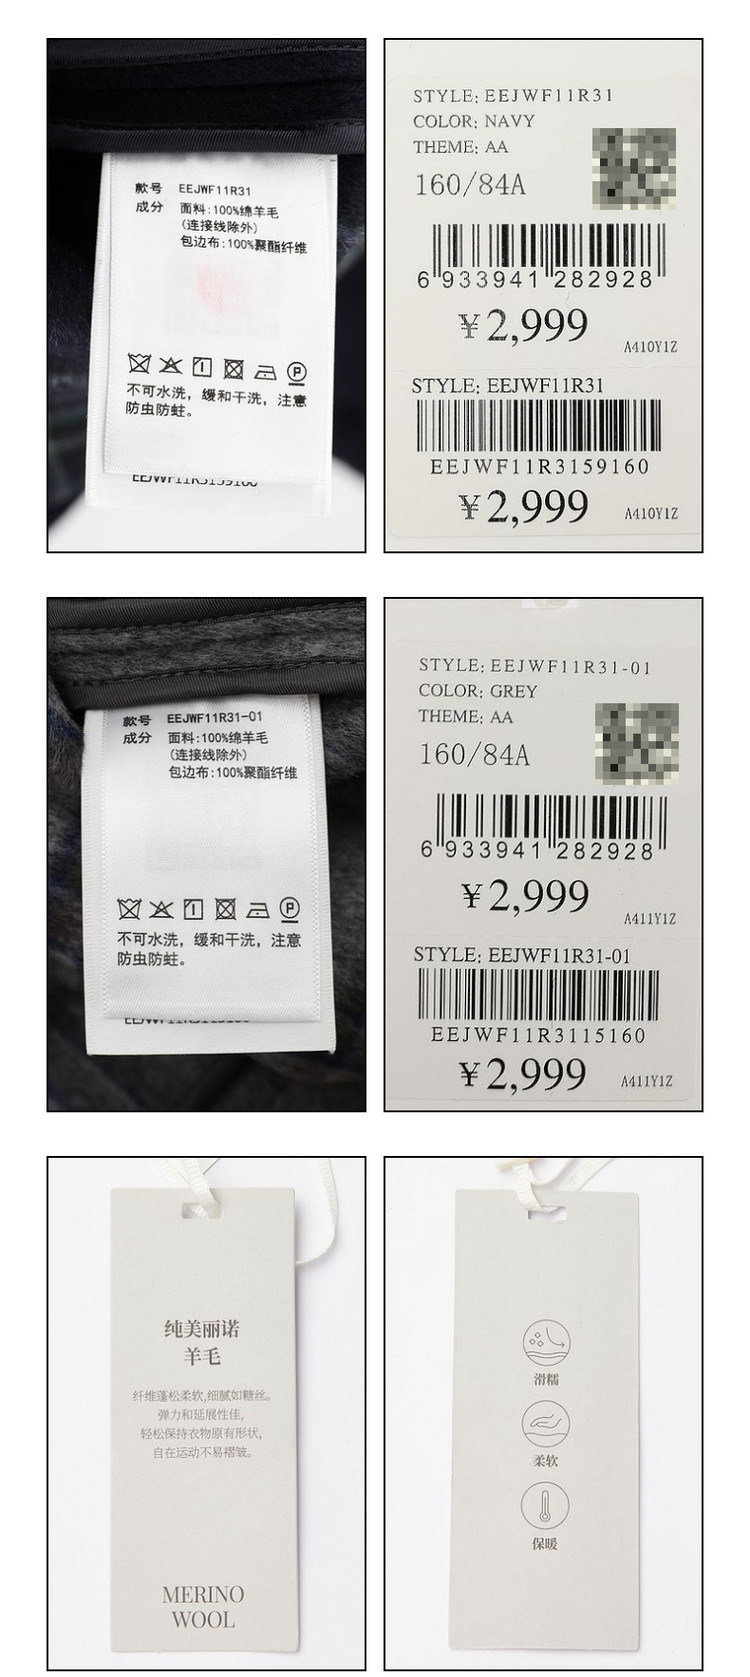 款号 EEJWF11R31
成分 面料:100%绵羊毛
(连接线除外)
包边布:100%聚酯纤维
不可水洗，缓和干洗，注意
防虫防蛀。
STYLE: EEJWF11R31
COLOR: NAVY
THEME: AA
160/84A
6 933941 282928
¥2,999
A410Y1Z
STYLE: EEJWF11R31
EEJWF11R3159160
¥2,999
A410Y1Z
款号 EEJWF11R31-01
成分 面料:100%绵羊毛
(连接线除外)
包边布:100%聚酯纤维
不可水洗，缓和干洗，注意
防虫防蛀。
STYLE: EEJWF11R31-01
COLOR: GREY
THEME: AA
160/84A
6 933941 282928
¥2,999
A411Y1Z
STYLE: EEJWF11R31-01
EEJWF11R3115160
¥2,999
A411Y1Z
纯美丽诺
羊毛
纤维蓬松柔软,细腻如糖丝。
弹力和延展性佳,
轻松保持衣物原有形状,
自在运动不易褶皱。
MERINO
WOOL
滑糯
柔软
保暖